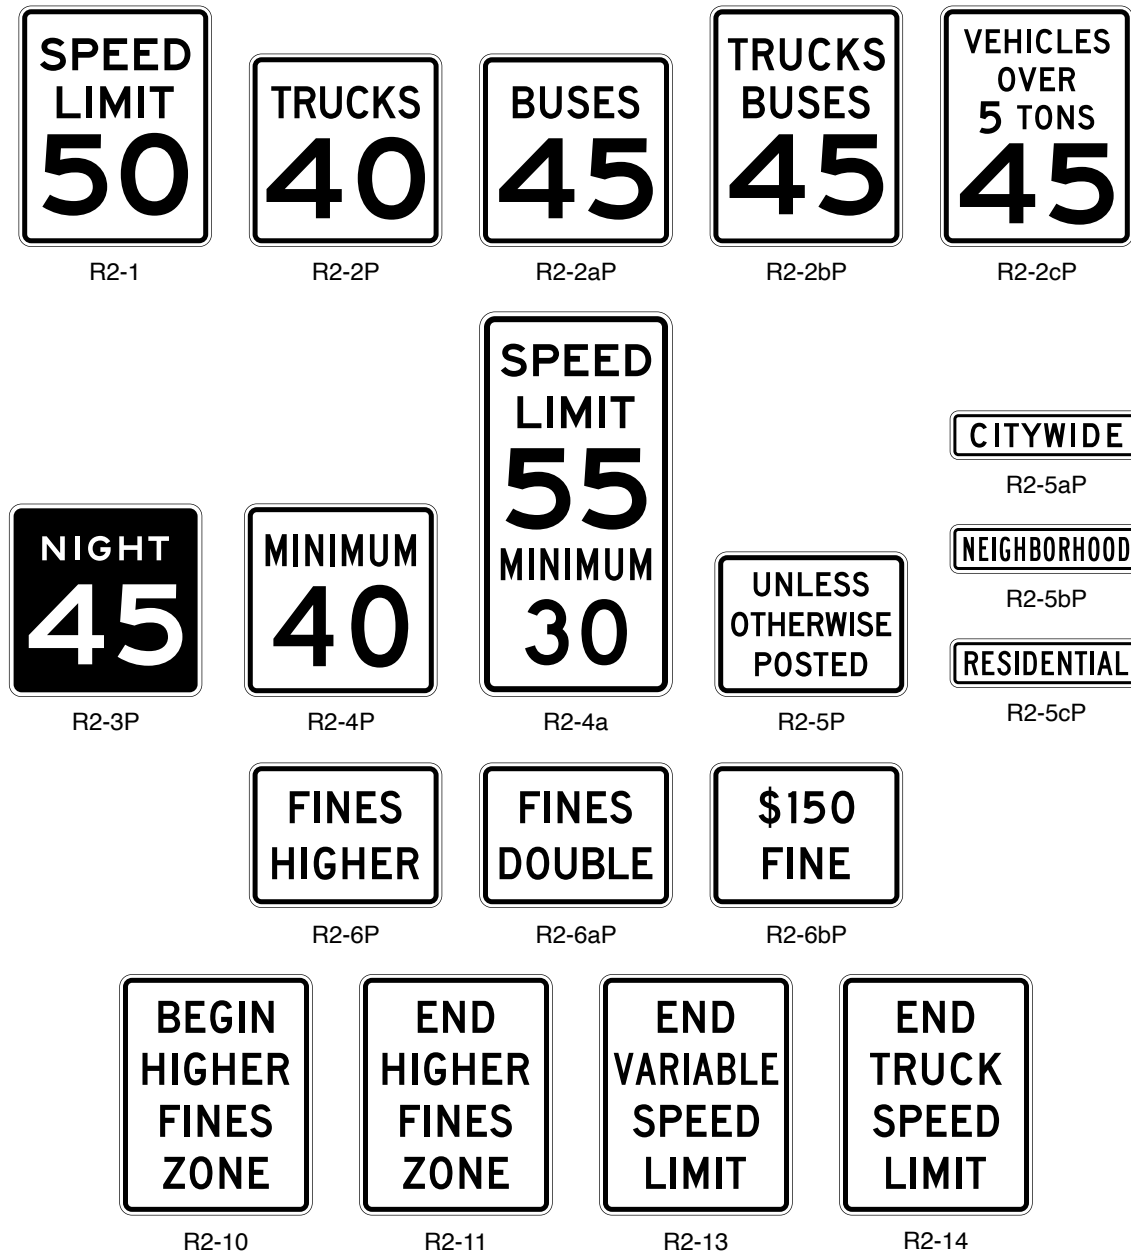 SPEED
LIMIT
50
R2-1
TRUCKS
40
R2-2P
BUSES
45
R2-2aP
TRUCKS
BUSES
45
R2-2bP
VEHICLES
OVER
5 TONS
45
R2-2cP
NIGHT
45
R2-3P
MINIMUM
40
R2-4P
SPEED
LIMIT
55
MINIMUM
30
R2-4a
UNLESS
OTHERWISE
POSTED
R2-5P
CITYWIDE
R2-5aP
NEIGHBORHOOD
R2-5bP
RESIDENTIAL
R2-5cP
FINES
HIGHER
R2-6P
FINES
DOUBLE
R2-6aP
$150
FINE
R2-6bP
BEGIN
HIGHER
FINES
ZONE
R2-10
END
HIGHER
FINES
ZONE
R2-11
END
VARIABLE
SPEED
LIMIT
R2-13
END
TRUCK
SPEED
LIMIT
R2-14